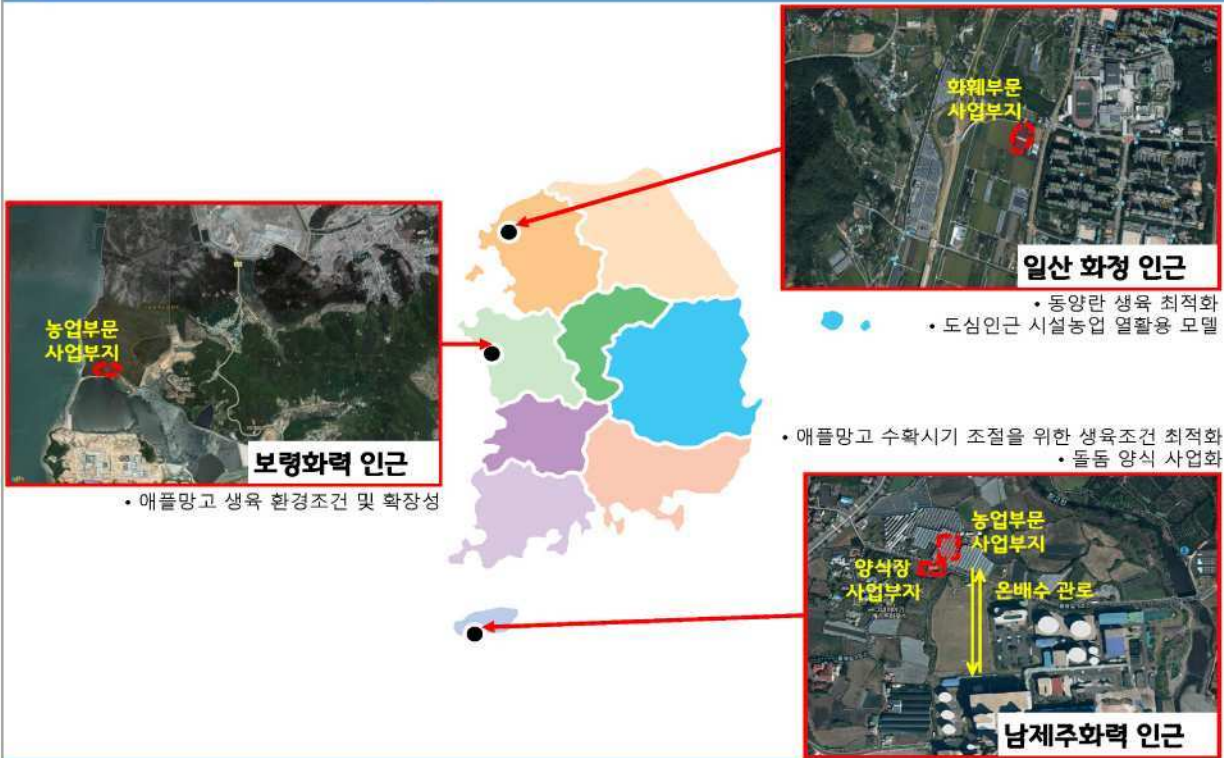 화훼부문
사업부지
일산 화정 인근
• 동양란 생육 최적화
• 도심인근 시설농업 열활용 모델
농업부문
사업부지
보령화력 인근
• 애플망고 생육 환경조건 및 확장성
• 애플망고 수확시기 조절을 위한 생육조건 최적화
• 돌돔 양식 사업화
농업부문
사업부지
양식장
사업부지
온배수 관로
남제주화력 인근